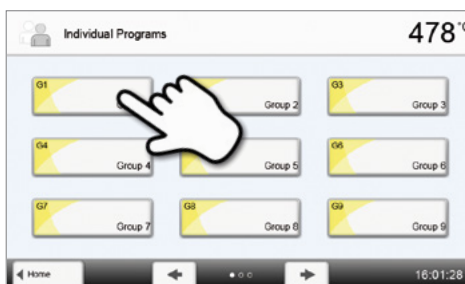 Individual Programs 478 °C
G1 Group 2 G3 Group 3
G4 Group 4 Group 5 G6 Group 6
G7 Group 7 G8 Group 8 G9 Group 9
Home 16:01:28